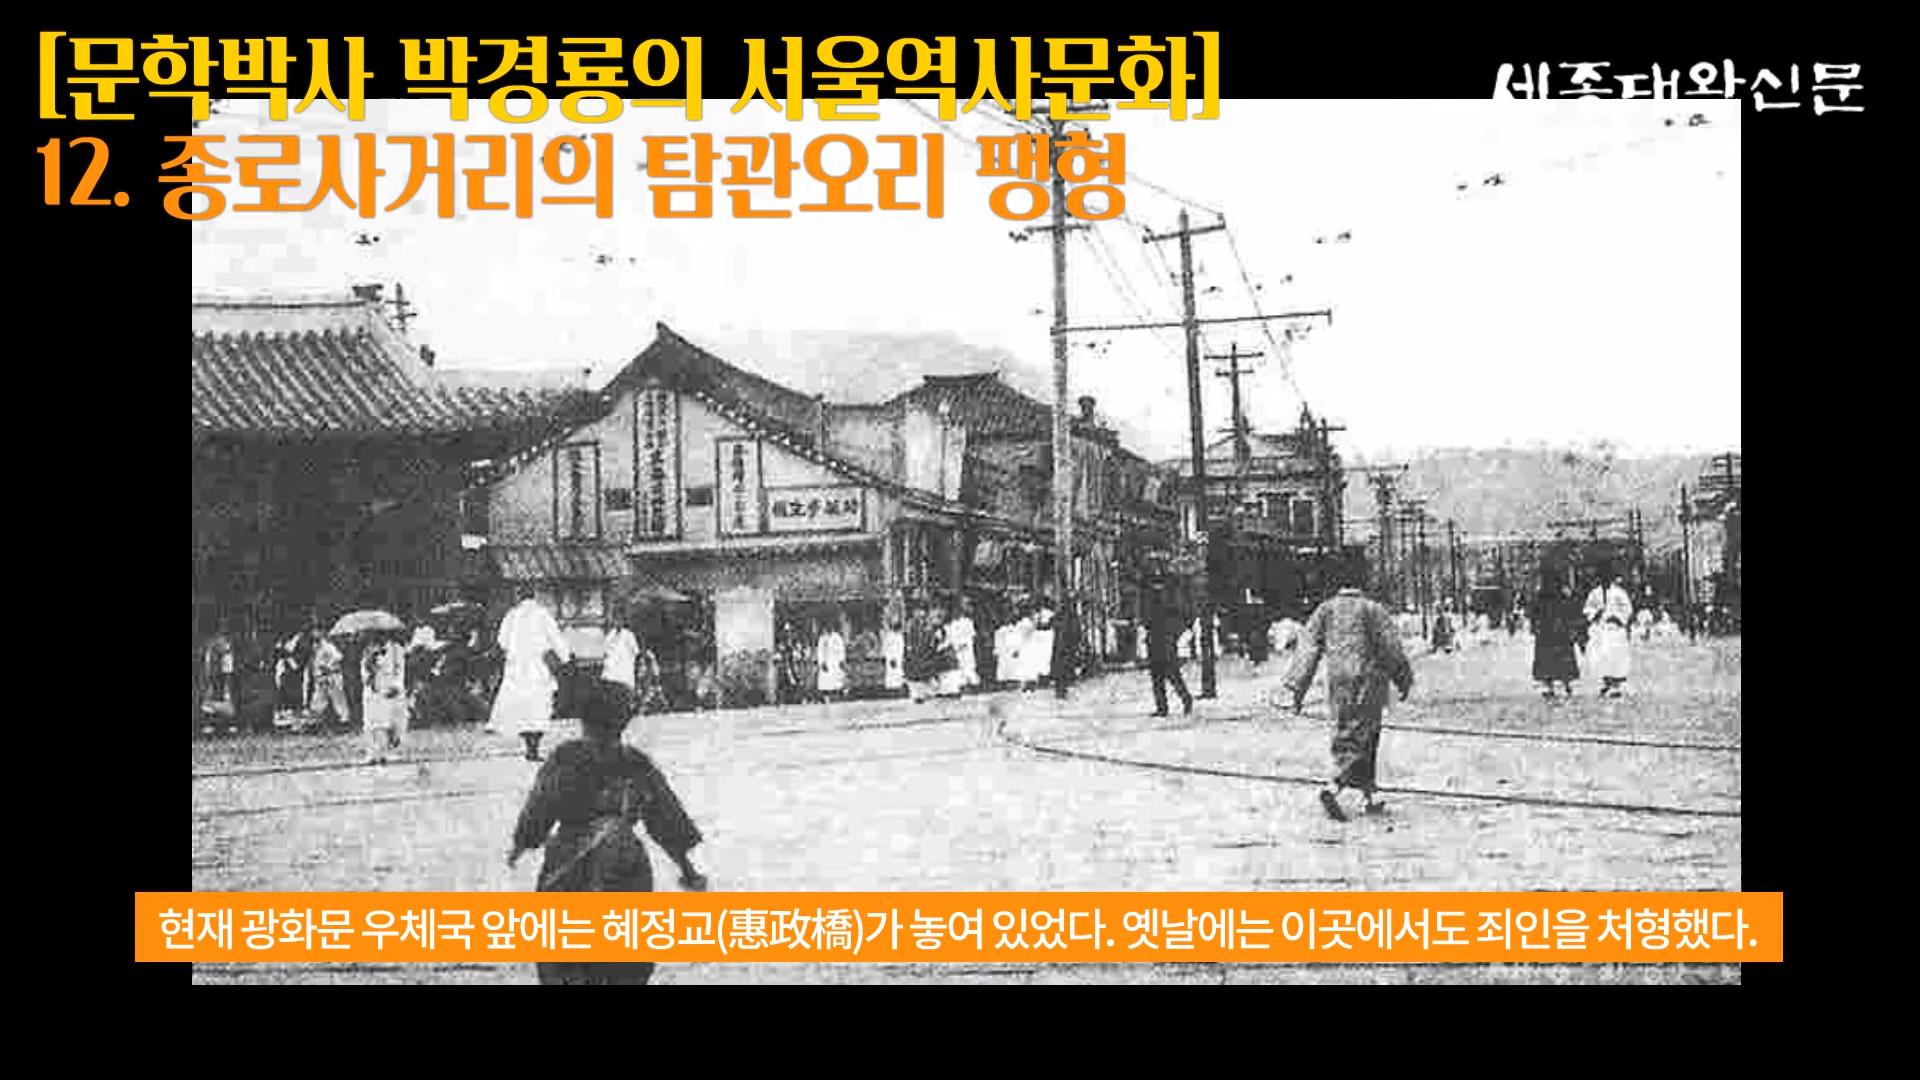 [문학박사 박경룡의 서울역사문화]
세종대왕신문
12. 종로사거리의 탐관오리 팽형
현재 광화문 우체국 앞에는 혜정교(惠政橋)가 놓여 있었다. 옛날에는 이곳에서도 죄인을 처형했다.